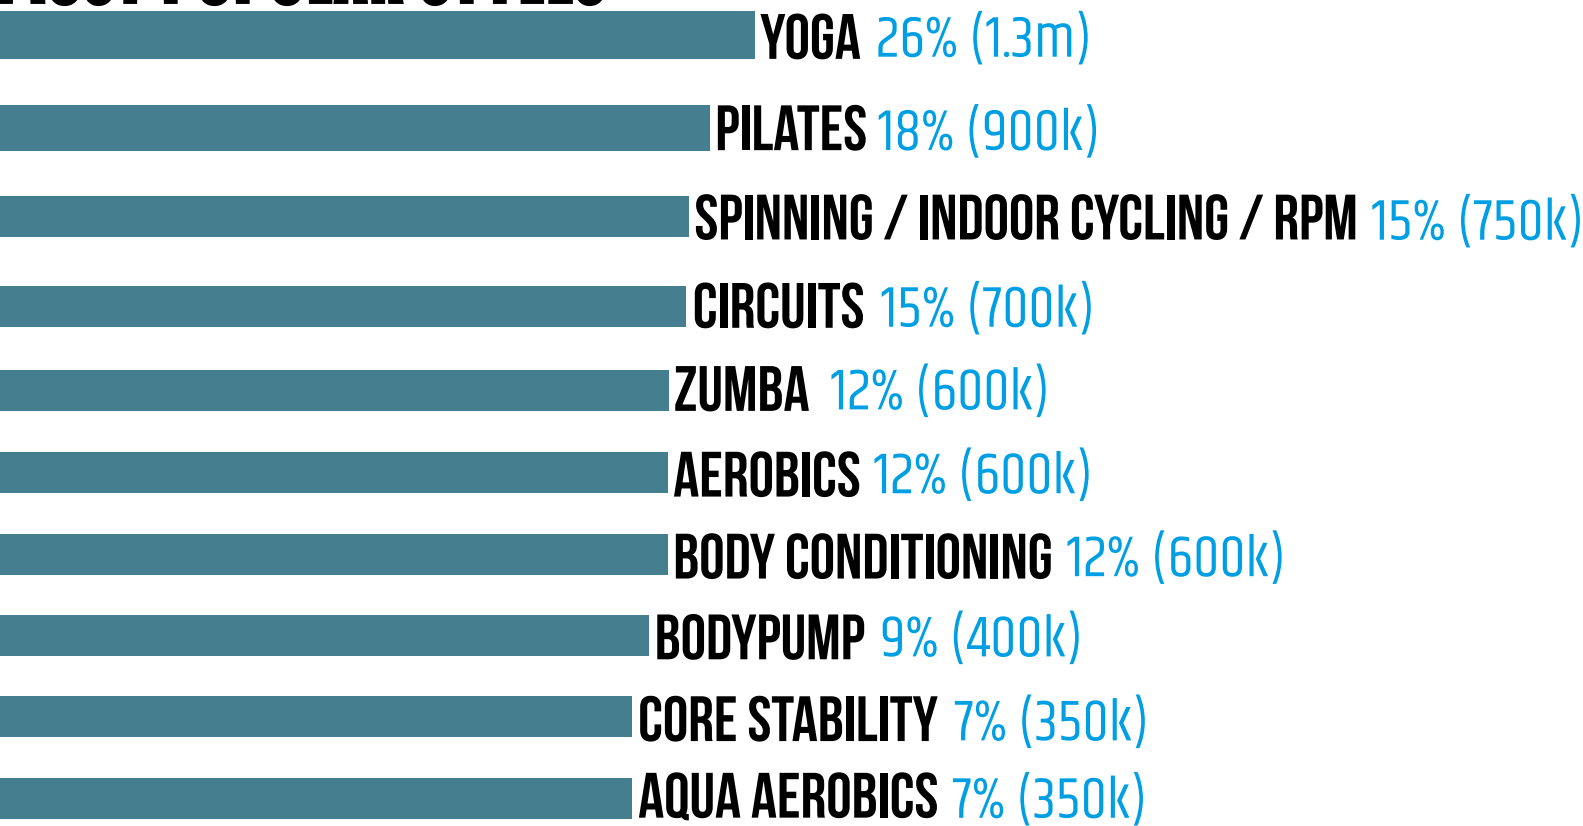 YOGA 26% (1.3m)
PILATES 18% (900k)
SPINNING / INDOOR CYCLING / RPM 15% (750k)
CIRCUITS 15% (700k)
ZUMBA 12% (600k)
AEROBICS 12% (600k)
BODY CONDITIONING 12% (600k)
BODYPUMP 9% (400k)
CORE STABILITY 7% (350k)
AQUA AEROBICS 7% (350k)